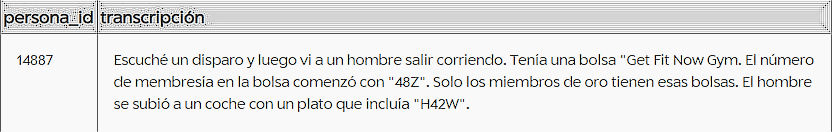 persona_id transcripción
14887 Escuché un disparo y luego vi a un hombre salir corriendo. Tenía una bolsa "Get Fit Now Gym. El número
de membresía en la bolsa comenzó con "48Z". Solo los miembros de oro tienen esas bolsas. El hombre
se subió a un coche con un plato que incluía "H42W".